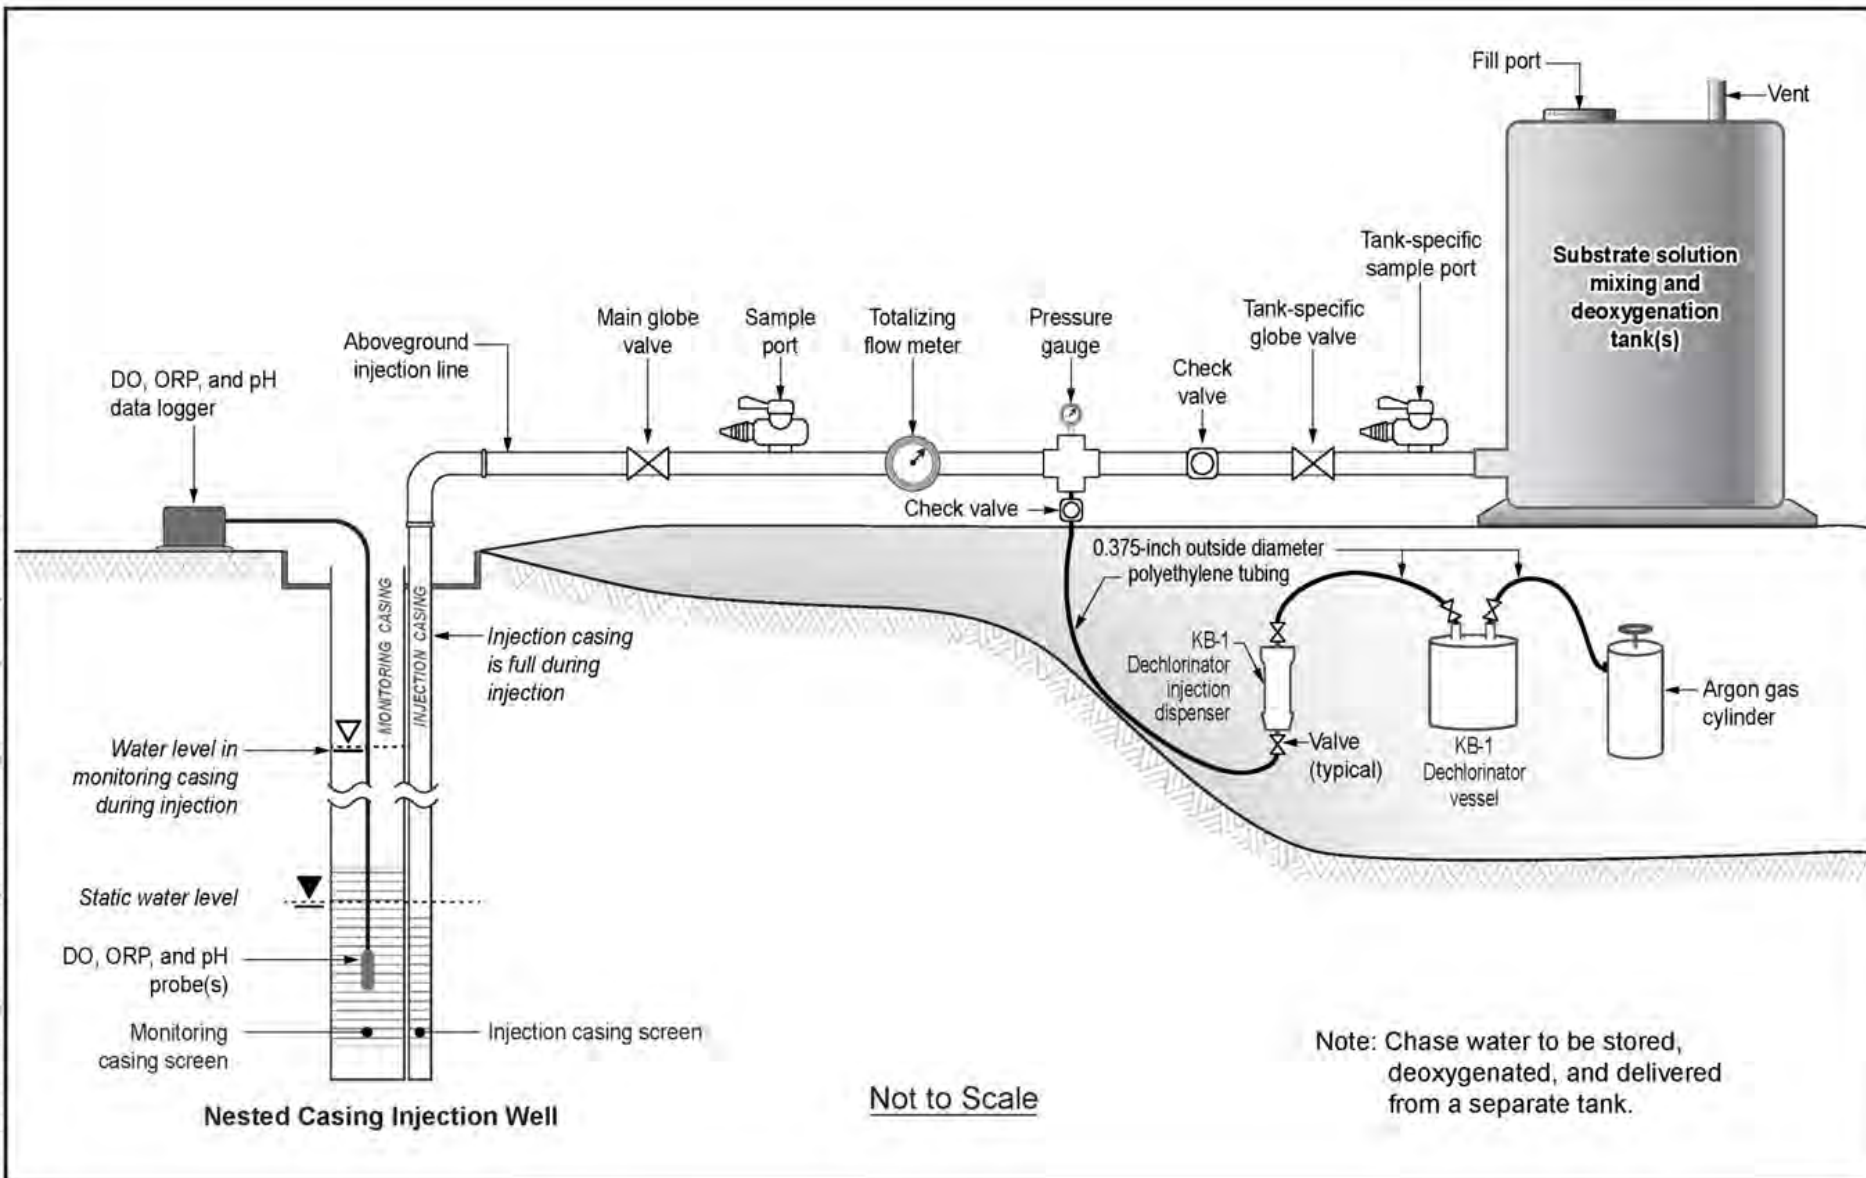 Fill port
Vent
Substrate solution
mixing and
deoxygenation
tank(s)
Tank-specific
sample port
Tank-specific
globe valve
Check
valve
Pressure
gauge
Totalizing
flow meter
Sample
port
Main globe
valve
Aboveground
injection line
DO, ORP, and pH
data logger
Check valve
0.375-inch outside diameter
polyethylene tubing
MONITORING CASING
INJECTION CASING
Injection casing
is full during
injection
KB-1
Dechlorinator
injection
dispenser
Valve
(typical)
KB-1
Dechlorinator
vessel
Argon gas
cylinder
Water level in
monitoring casing
during injection
Static water level
DO, ORP, and pH
probe(s)
Monitoring
casing screen
Injection casing screen
Nested Casing Injection Well
Not to Scale
Note: Chase water to be stored,
deoxygenated, and delivered
from a separate tank.